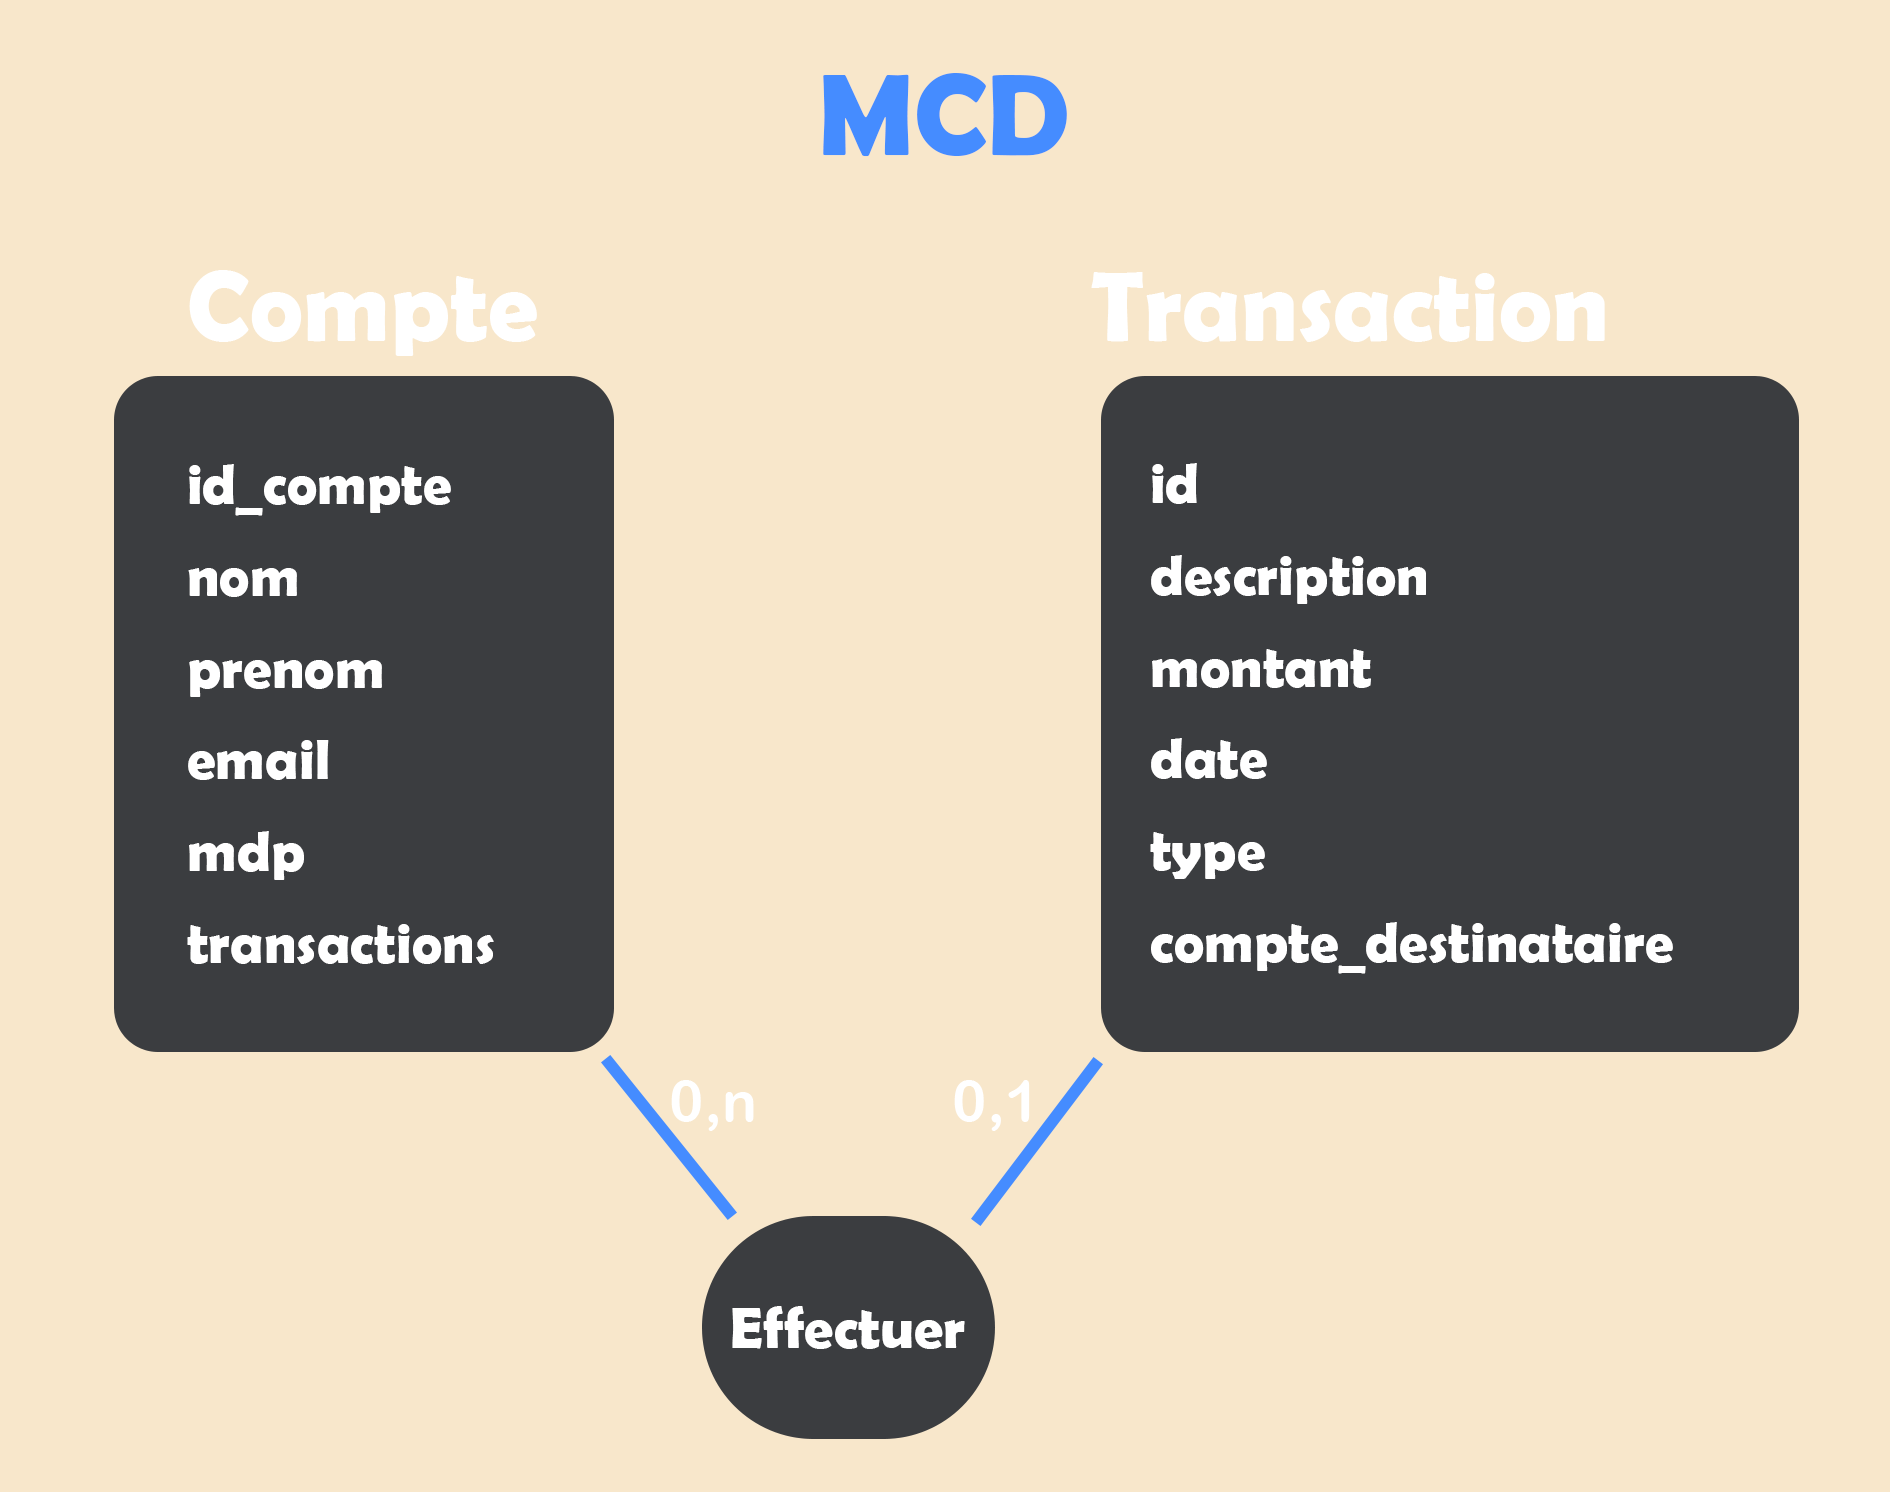 MCD
Compte
id_compte
nom
prenom
email
mdp
transactions
Transaction
id
description
montant
date
type
compte_destinataire
0,n
0,1
Effectuer